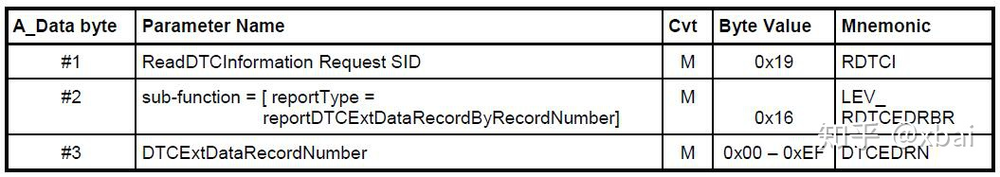 A_Data byte Parameter Name Cvt Byte Value Mnemonic
#1 ReadDTCInformation Request SID M 0x19 RDTCI
#2 sub-function = [ reportType = M LEV_
reportDTCExtDataRecordByRecordNumber] 0x16 RDTCEDRBR
#3 DTCExtDataRecordNumber M 0x00 – 0xEF DTCEDRN
知乎 @xbai